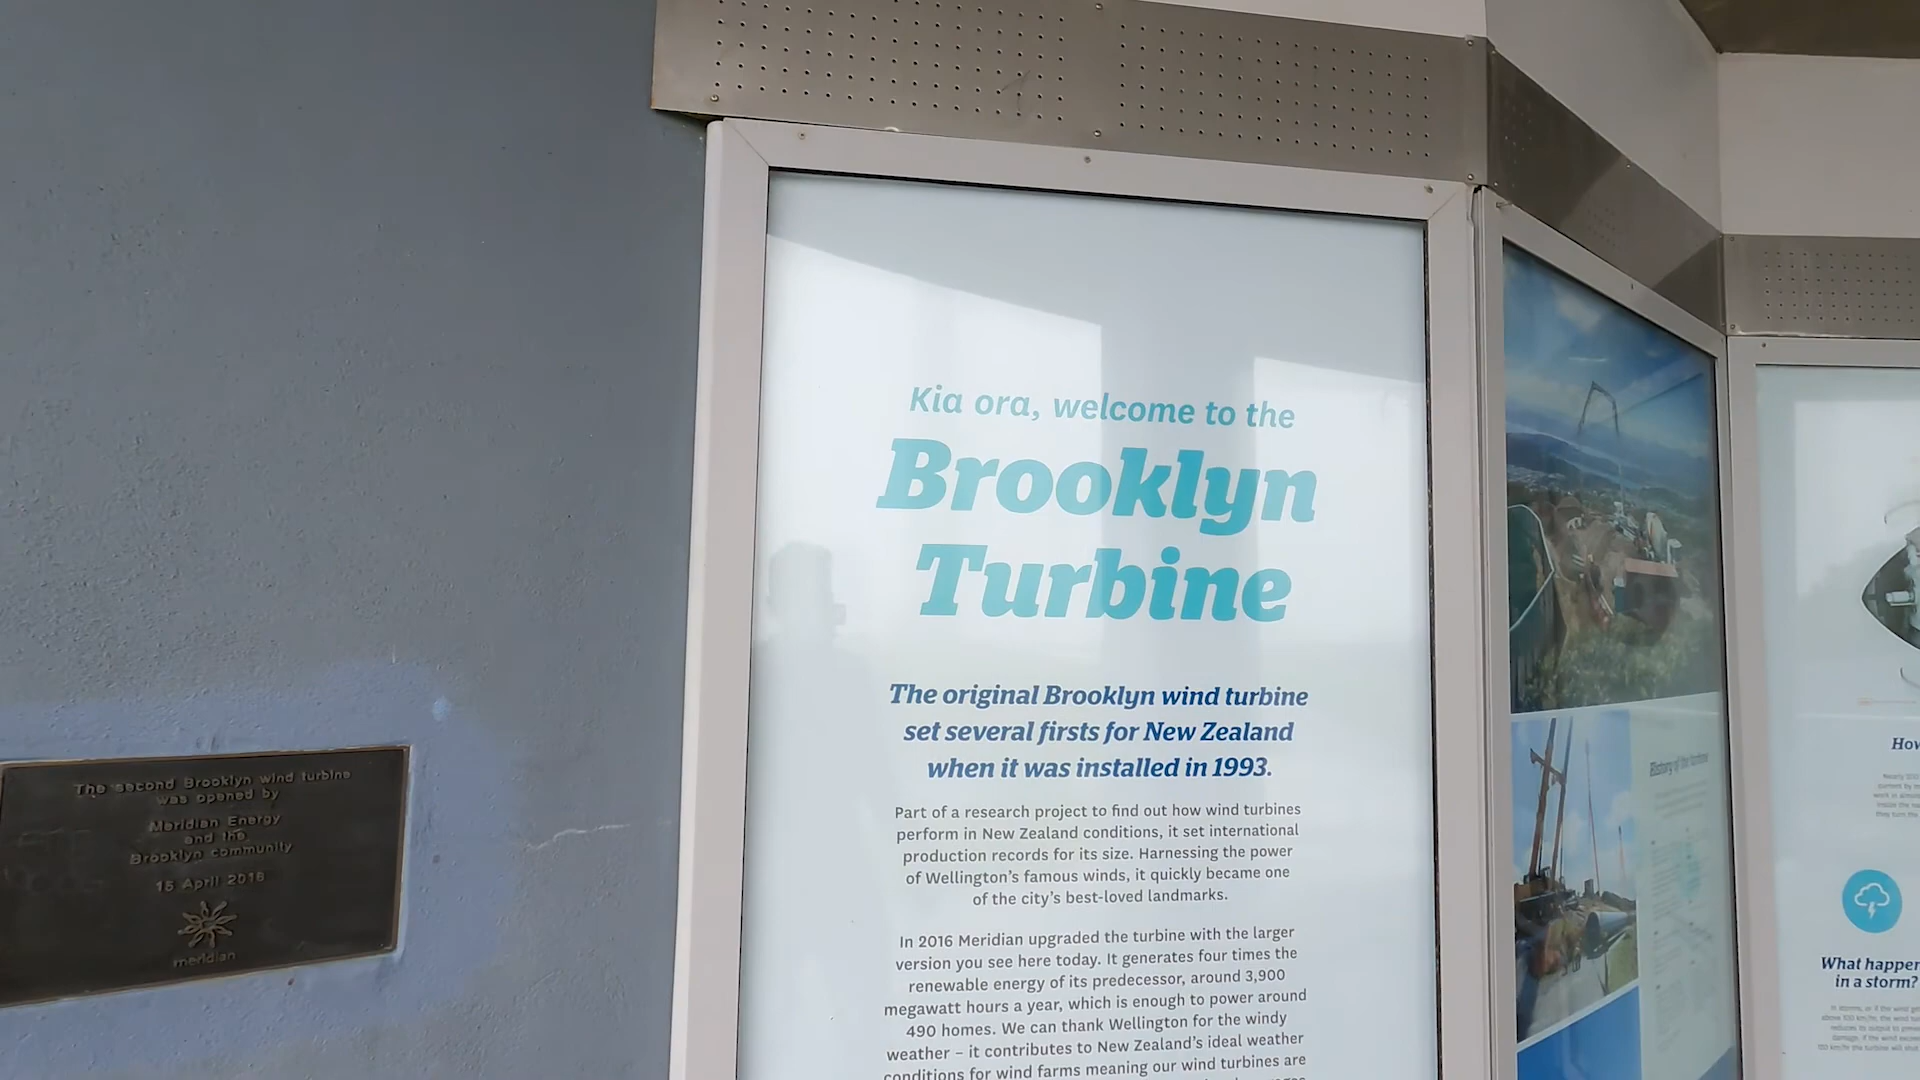 The second Brooklyn wind turbine
was opened by
Meridian Energy
and the
Brooklyn community
meridian
Kia ora, welcome to the
Brooklyn
Turbine
The original Brooklyn wind turbine
set several firsts for New Zealand
when it was installed in 1993.
Part of a research project to find out how wind turbines
perform in New Zealand conditions, it set international
production records for its size. Harnessing the power
of Wellington's famous winds, it quickly became one
of the city's best-loved landmarks.
In 2016 Meridian upgraded the turbine with the larger
version you see here today. It generates four times the
renewable energy of its predecessor, around 3,900
megawatt hours a year, which is enough to power around
490 homes. We can thank Wellington for the windy
weather – it contributes to New Zealand's ideal weather
conditions for wind farms meaning our wind turbines are
History of the turbine
How
What happen
in a storm?